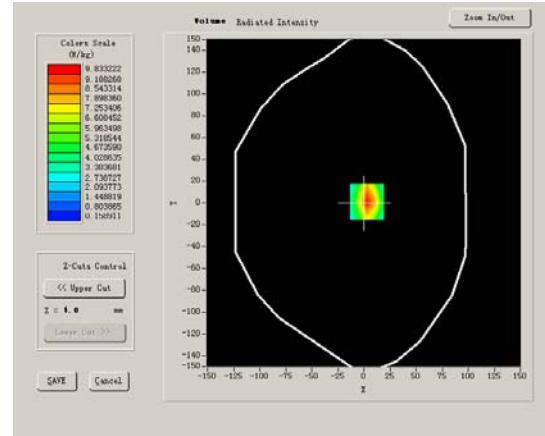 Volume Radiated Intensity
Zoom In/Out
Colors Scale
(W/kg)
9.833222
9.188268
8.543314
7.898360
7.253406
6.608452
5.963498
5.318544
4.673590
4.028635
3.383681
2.738727
2.093773
1.448819
0.803865
0.158911
Z-Cuts Control
<< Upper Cut
Z = 4.0 mm
Lower Cut >>
SAVE
Cancel
150
140
120
100
80
60
40
20
0
-20
-40
-60
-80
-100
-120
-140
-150
Y
-150 -125 -100 -75 -50 -25 0 25 50 75 100 125 150
X